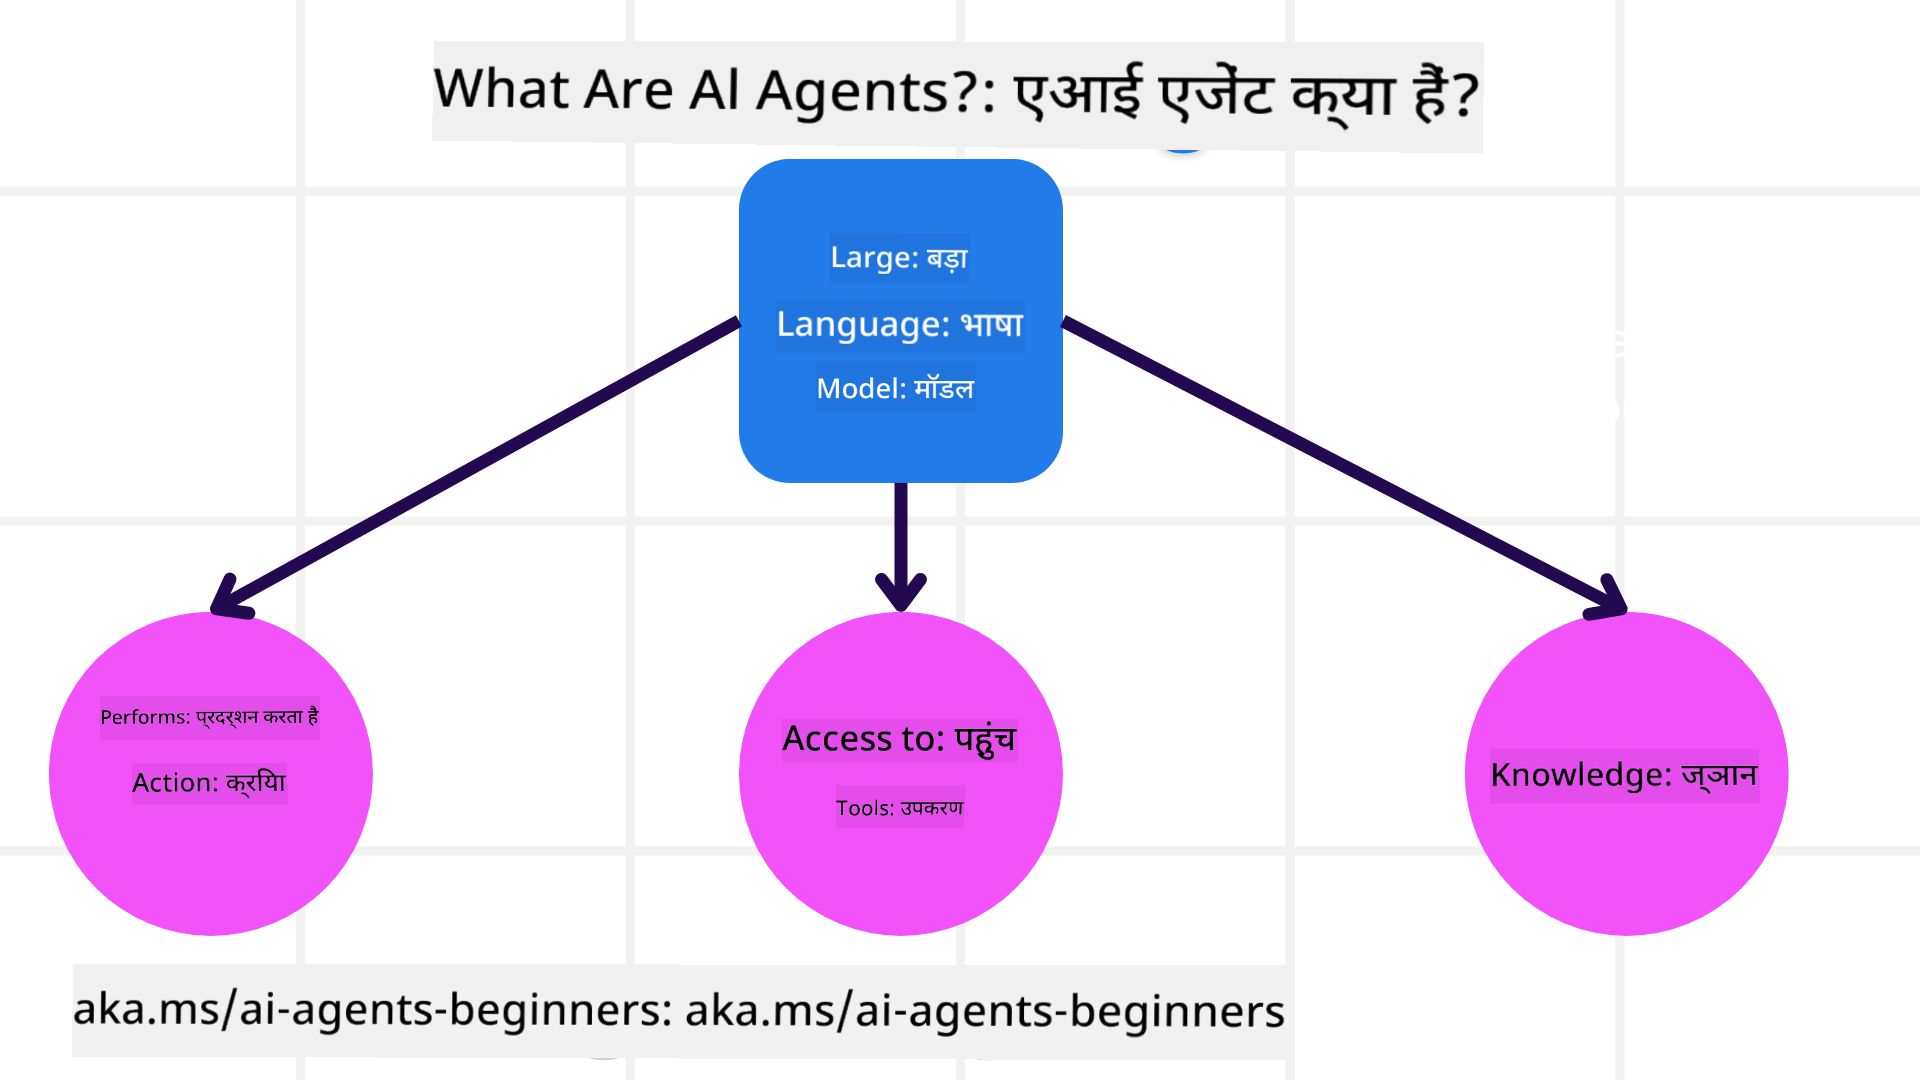 What Are Al Agents?: एआई एजेंट क्या हैं?
Large: बड़ा
Language: भाषा
Model: मॉडल
Performs: प्रदर्शन करता है
Action: क्रिया
Access to: पहुंच
Tools: उपकरण
Knowledge: ज्ञान
aka.ms/ai-agents-beginners: aka.ms/ai-agents-beginners